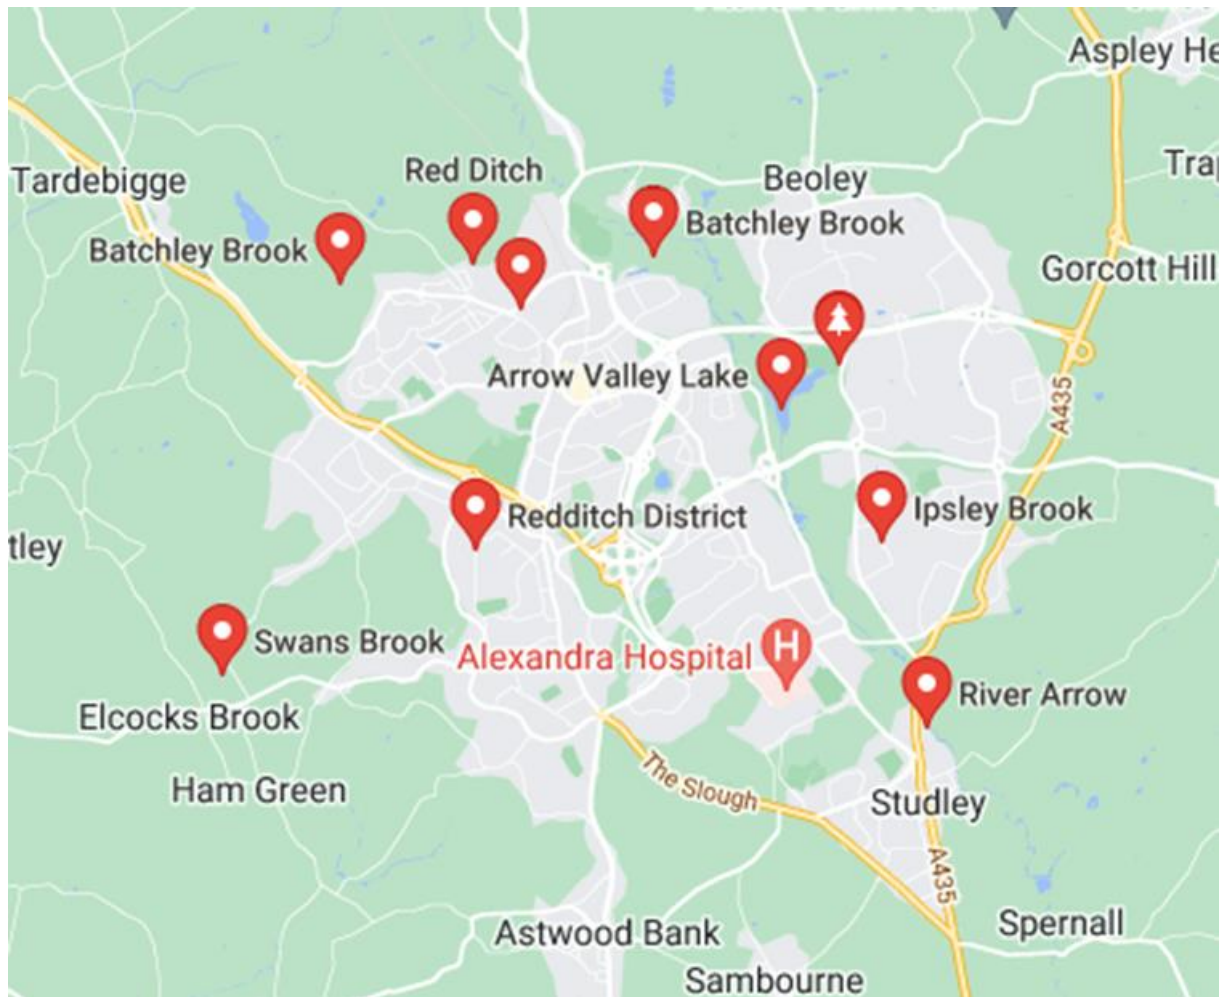 Aspley He
Tardebigge
Red Ditch
Beoley
Tra
Batchley Brook
Batchley Brook
Gorcott Hill
Arrow Valley Lake
A435
Redditch District
Ipsley Brook
tley
Swans Brook
Alexandra Hospital
H
River Arrow
Elcocks Brook
Ham Green
The Slough
Studley
A435
Astwood Bank
Spernall
Sambourne